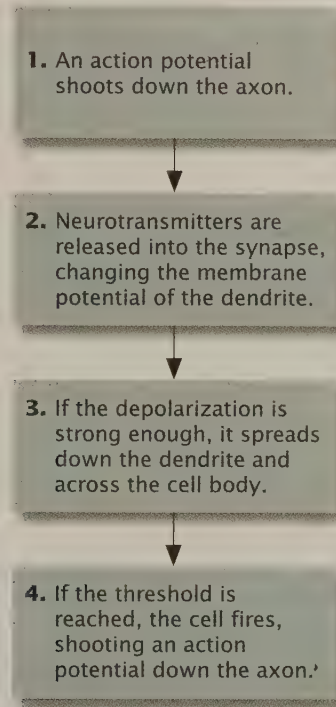 1. An action potential
shoots down the axon.
2. Neurotransmitters are
released into the synapse,
changing the membrane
potential of the dendrite.
3. If the depolarization is
strong enough, it spreads
down the dendrite and
across the cell body.
4. If the threshold is
reached, the cell fires,
shooting an action
potential down the axon.